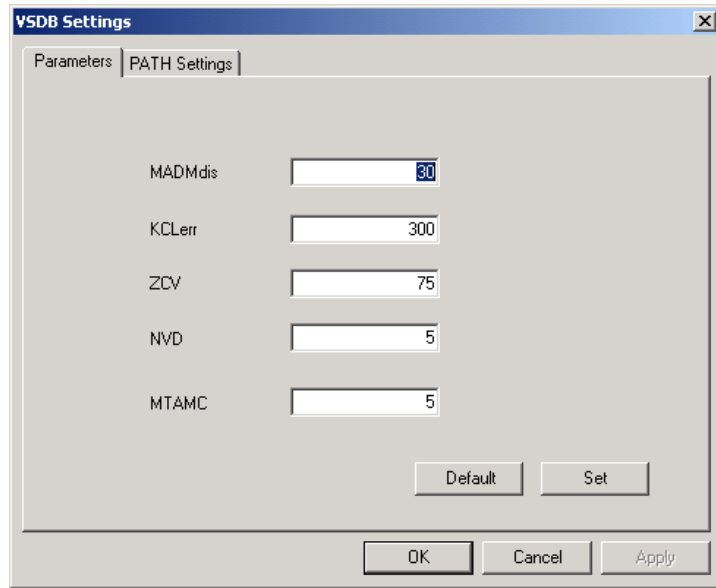 VSDB Settings
Parameters PATH Settings
MADMdis 30
KCLerr 300
ZCV 75
NVD 5
MTAMC 5
Default Set
OK Cancel Apply